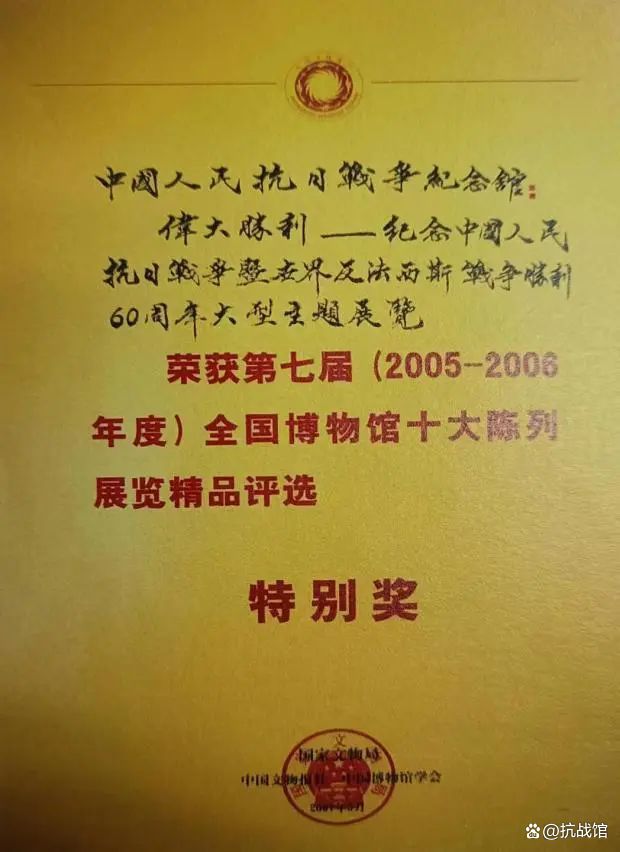 中國人民抗日戰争紀念館
偉大勝利——纪念中國人民
抗日戰争暨世界反法西斯戰争勝利
60周年大型主題展覽
荣获第七届（2005-2006
年度）全国博物馆十大陈列
展览精品评选
特别奖
国家文物局
中国文物报社 中国博物馆学会
抗战馆